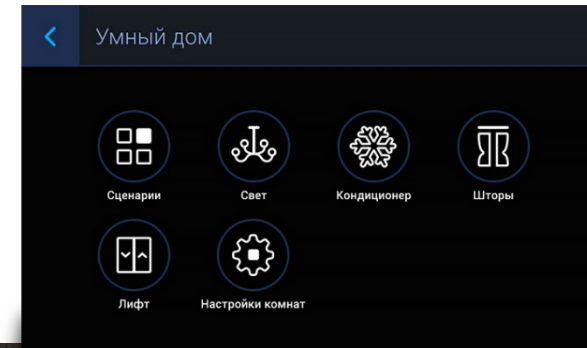 Умный дом
Сценарии
Свет
Кондиционер
Шторы
Лифт
Настройки комнат